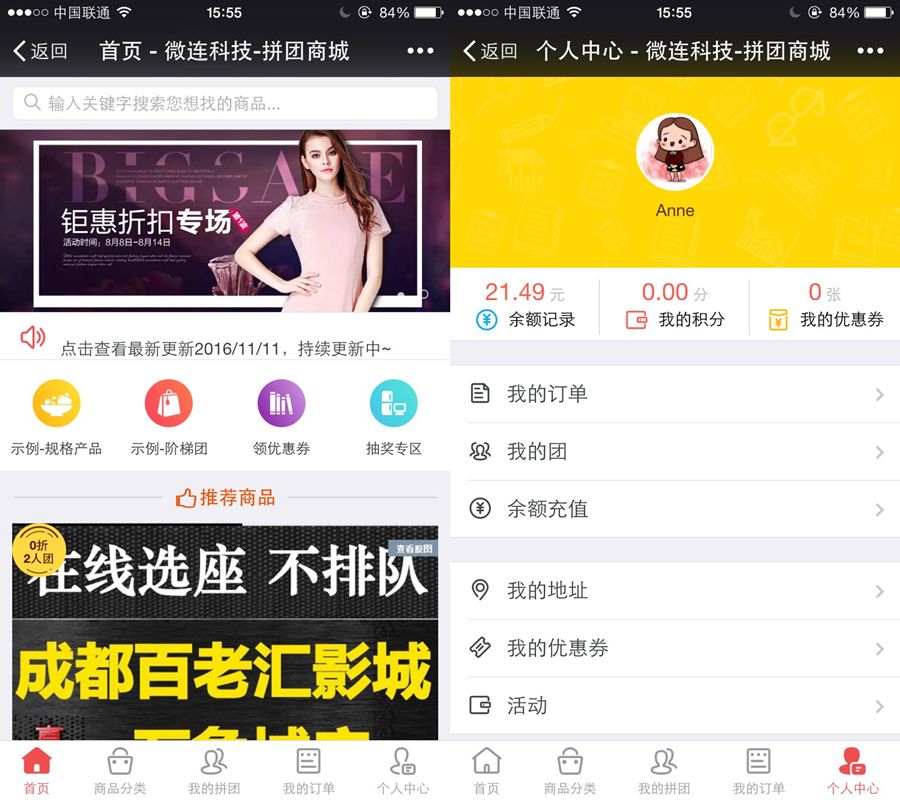 中国联通 15:55 84%
返回 首页 - 微连科技-拼团商城
输入关键字搜索您想找的商品...
BIGSALE
钜惠折扣专场
活动时间：8月8日-8月14日
点击查看最新更新2016/11/11，持续更新中~
示例-规格产品 示例-阶梯团 领优惠券 抽奖专区
推荐商品
0折
2人团
查看原图
在线选座 不排队
成都百老汇影城
首页 商品分类 我的拼团 我的订单 个人中心
中国联通 15:55 84%
返回 个人中心 - 微连科技-拼团商城
Anne
21.49元 0.00分 0张
余额记录 我的积分 我的优惠券
我的订单
我的团
余额充值
我的地址
我的优惠券
活动
首页 商品分类 我的拼团 我的订单 个人中心